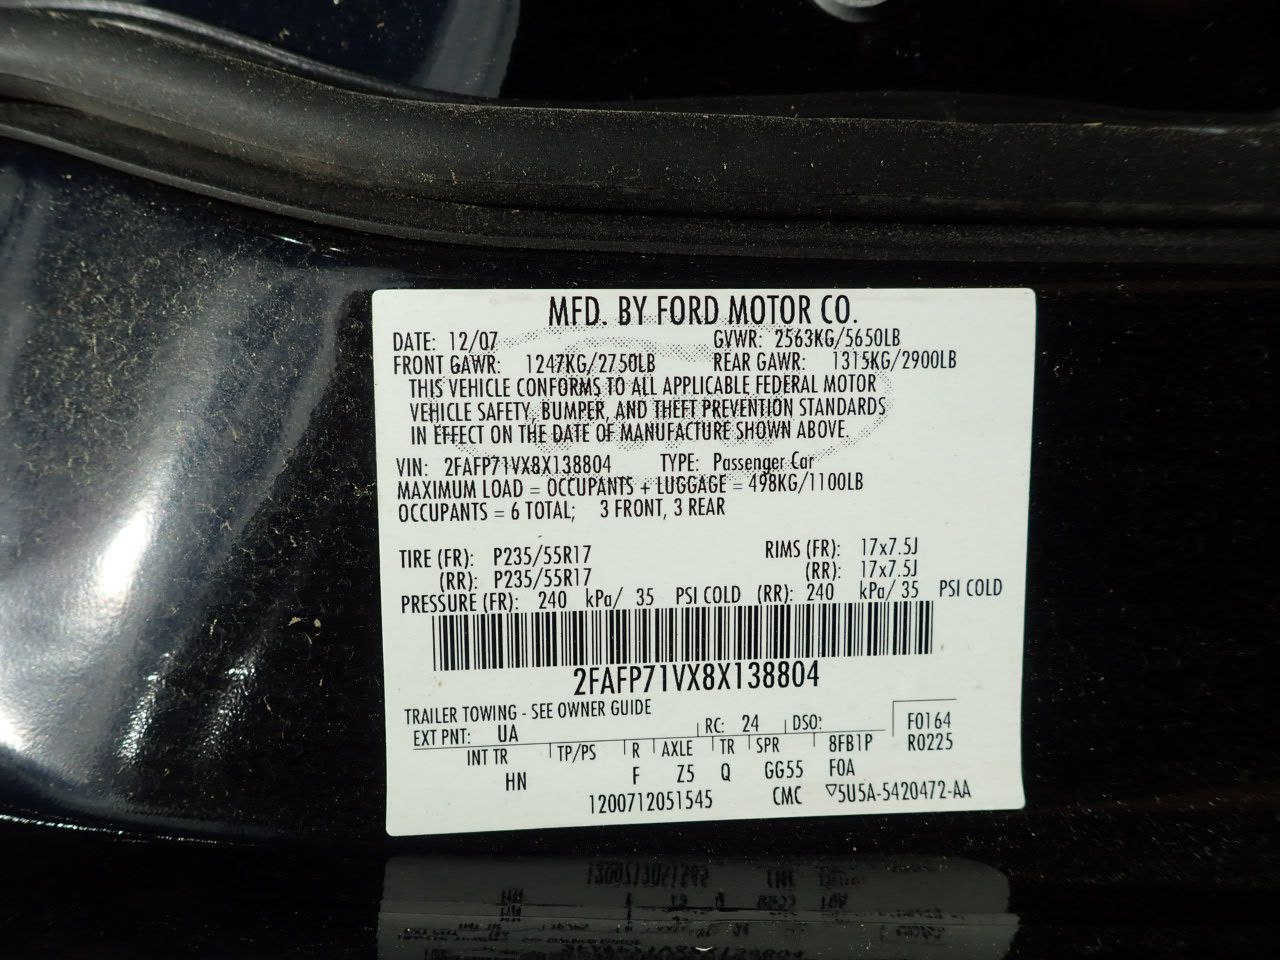 MFD. BY FORD MOTOR CO.
DATE: 12/07 GVWR: 2563KG/5650LB
FRONT GAWR: 1247KG/2750LB REAR GAWR: 1315KG/2900LB
THIS VEHICLE CONFORMS TO ALL APPLICABLE FEDERAL MOTOR
VEHICLE SAFETY, BUMPER, AND THEFT PREVENTION STANDARDS
IN EFFECT ON THE DATE OF MANUFACTURE SHOWN ABOVE.
VIN: 2FAFP71VX8X138804 TYPE: Passenger Car
MAXIMUM LOAD = OCCUPANTS + LUGGAGE = 498KG/1100LB
OCCUPANTS = 6 TOTAL; 3 FRONT, 3 REAR
TIRE (FR): P235/55R17 RIMS (FR): 17x7.5J
(RR): P235/55R17 (RR): 17x7.5J
PRESSURE (FR): 240 kPa/ 35 PSI COLD (RR): 240 kPa/ 35 PSI COLD
2FAFP71VX8X138804
TRAILER TOWING - SEE OWNER GUIDE
EXT PNT: UA RC: 24 DSO: F0164
INT TR TP/PS R AXLE TR SPR 8FB1P R0225
HN F Z5 Q GG55 F0A
1200712051545 CMC ▽5U5A-5420472-AA